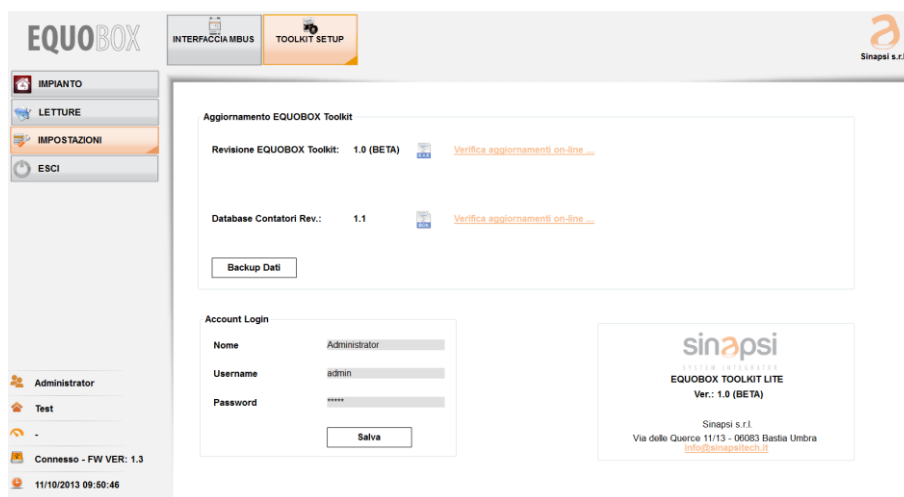 EQUOBOX
INTERFACCIA MBUS
TOOLKIT SETUP
Sinapsi s.r.l
IMPIANTO
LETTURE
IMPOSTAZIONI
ESCI
Aggiornamento EQUOBOX Toolkit
Revisione EQUOBOX Toolkit: 1.0 (BETA) Verifica aggiornamenti on-line ...
Database Contatori Rev.: 1.1 Verifica aggiornamenti on-line ...
Backup Dati
Account Login
Nome Administrator
Username admin
Password *****
Salva
sinapsi
SYSTEM INTEGRATOR
EQUOBOX TOOLKIT LITE
Ver.: 1.0 (BETA)
Sinapsi s.r.l.
Via delle Querce 11/13 - 06083 Bastia Umbra
info@sinapsitech.it
Administrator
Test
-
Connesso - FW VER: 1.3
11/10/2013 09:50:46